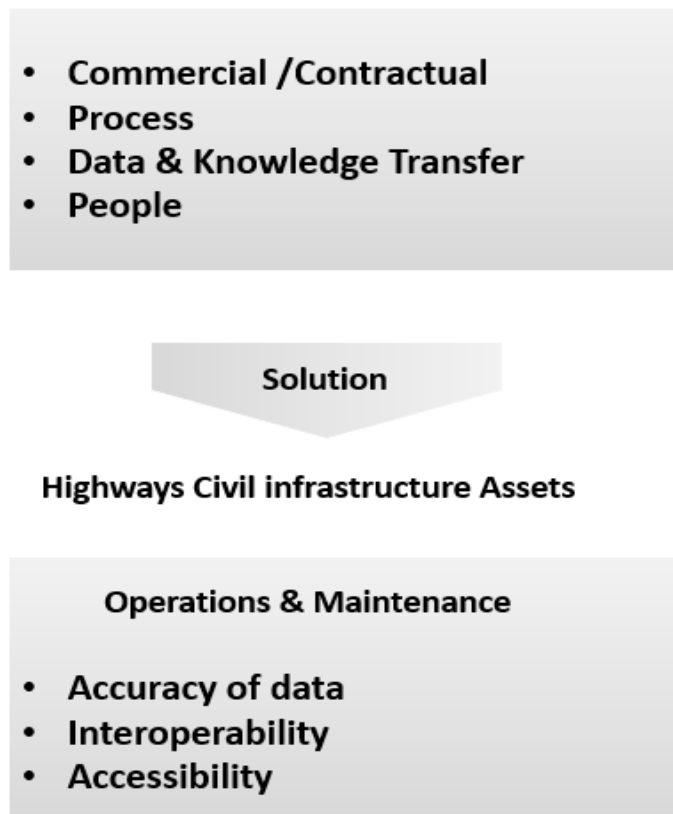 • Commercial /Contractual
• Process
• Data & Knowledge Transfer
• People
Solution
Highways Civil infrastructure Assets
Operations & Maintenance
• Accuracy of data
• Interoperability
• Accessibility